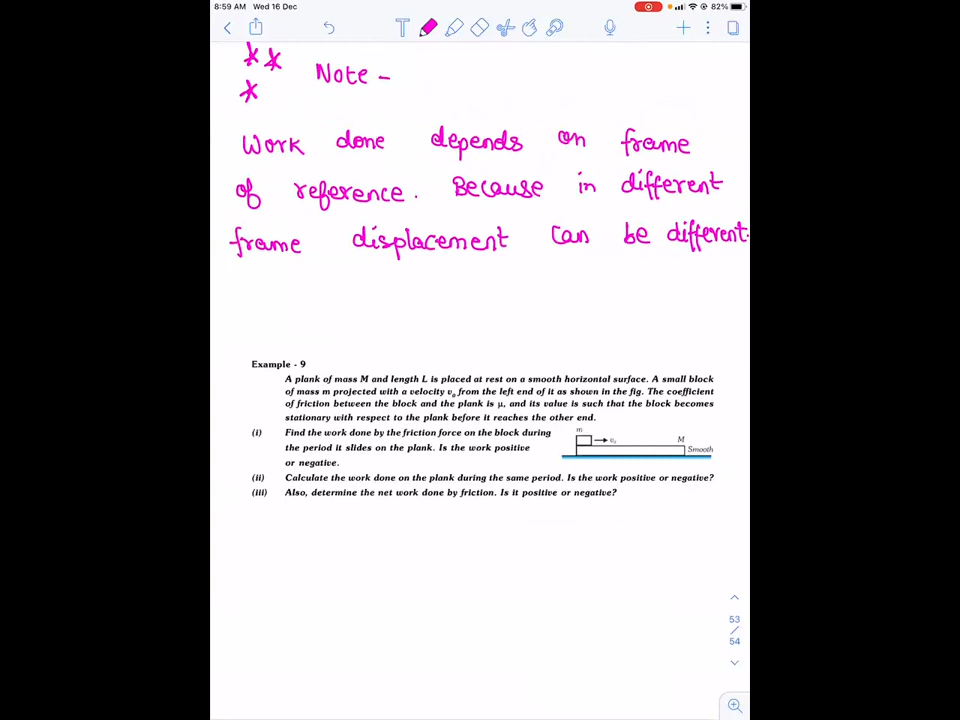 8:59 AM Wed 16 Dec
82%
Note -
Work done depends on frame
of reference. Because in different
frame displacement can be different.
Example - 9
A plank of mass M and length L is placed at rest on a smooth horizontal surface. A small block
of mass m projected with a velocity v₀ from the left end of it as shown in the fig. The coefficient
of friction between the block and the plank is μ, and its value is such that the block becomes
stationary with respect to the plank before it reaches the other end.
(i) Find the work done by the friction force on the block during
the period it slides on the plank. Is the work positive
or negative.
m
v₀
M
Smooth
(ii) Calculate the work done on the plank during the same period. Is the work positive or negative?
(iii) Also, determine the net work done by friction. Is it positive or negative?
53
/
54